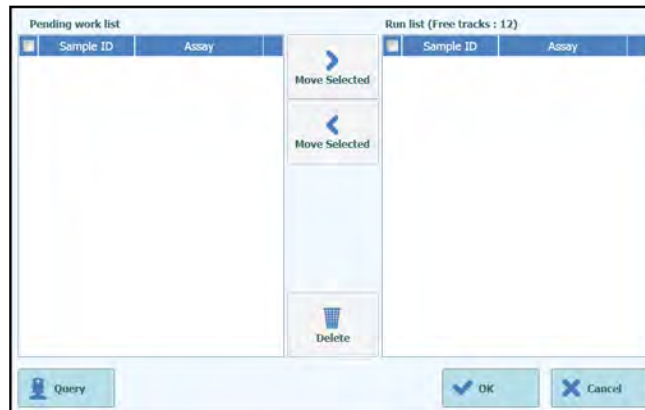 Pending work list
Run list (Free tracks : 12)
Sample ID Assay
Sample ID Assay
Move Selected
Move Selected
Delete
Query
OK
Cancel